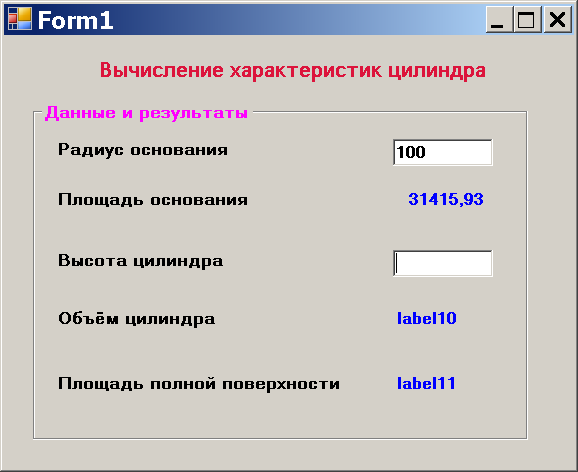 Form1
Вычисление характеристик цилиндра
Данные и результаты
Радиус основания 100
Площадь основания 31415,93
Высота цилиндра
Объём цилиндра label10
Площадь полной поверхности label11